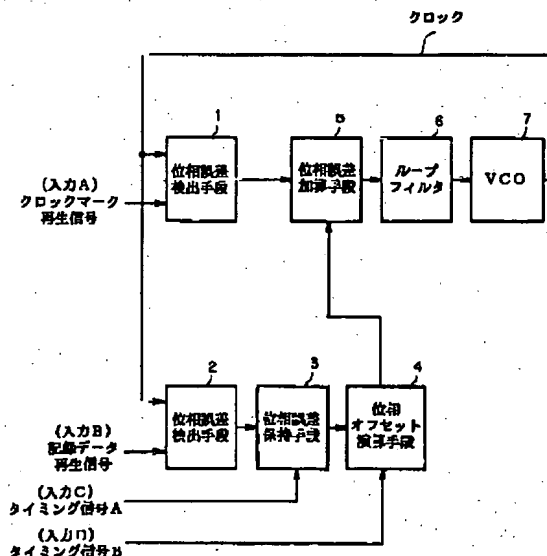 クロック
1
5
6
7
位相誤差
検出手段
位相誤差
加算手段
ループ
フィルタ
VCO
(入力A)
クロックマーク
再生信号
2
3
4
位相誤差
検出手段
位相誤差
保持手段
位相
オフセット
演算手段
(入力B)
記録データ
再生信号
(入力C)
タイミング信号A
(入力D)
タイミング信号B